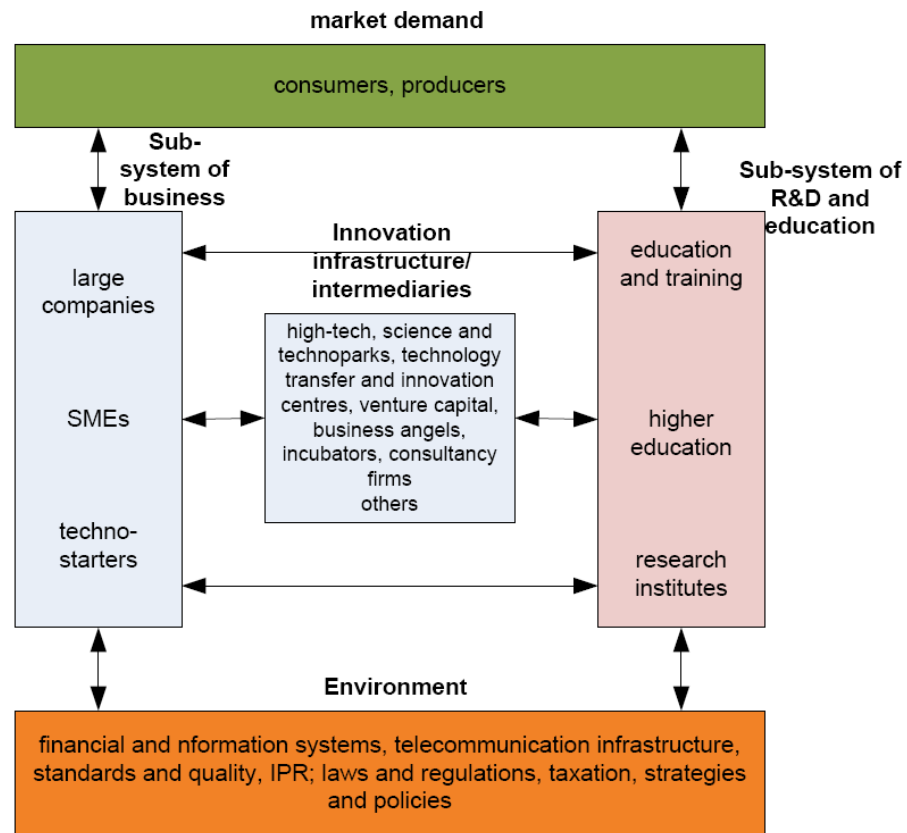 market demand
consumers, producers
Sub-
system of
business
Sub-system of
R&D and
education
Innovation
infrastructure/
intermediaries
large
companies
SMEs
techno-
starters
high-tech, science and
technoparks, technology
transfer and innovation
centres, venture capital,
business angels,
incubators, consultancy
firms
others
education
and training
higher
education
research
institutes
Environment
financial and nformation systems, telecommunication infrastructure,
standards and quality, IPR; laws and regulations, taxation, strategies
and policies